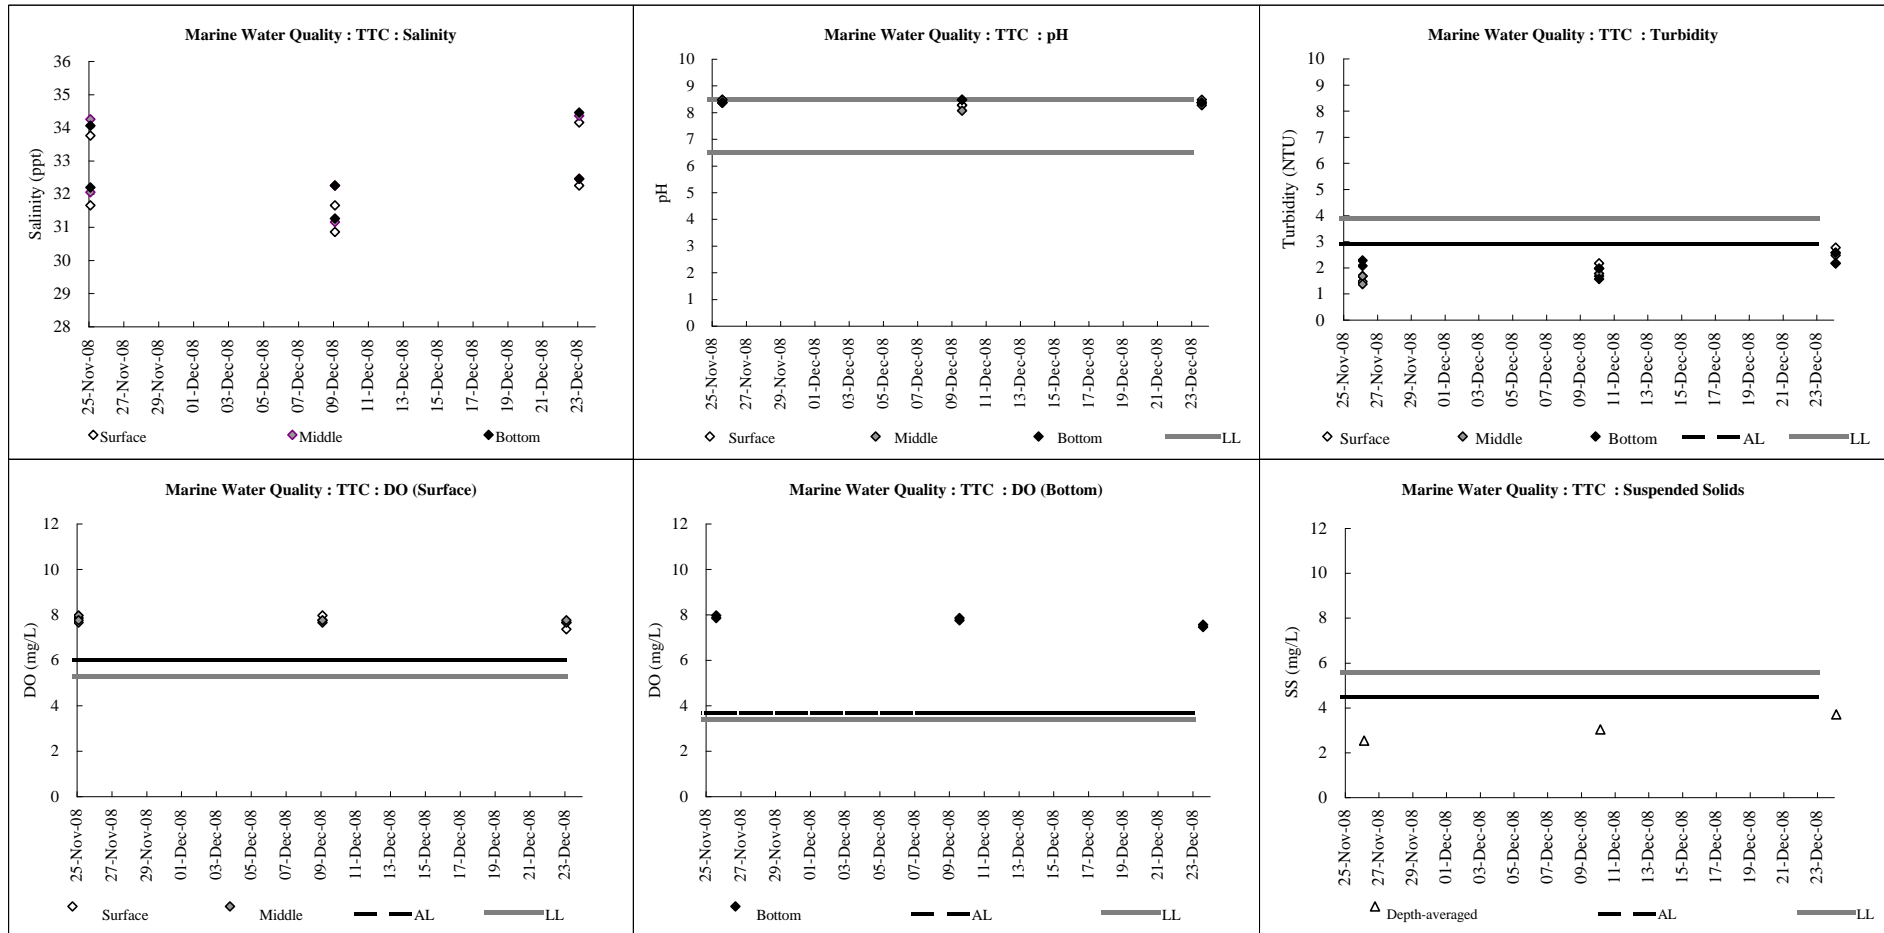 Marine Water Quality : TTC : Salinity
36
35
34
33
32
31
30
29
28
Salinity (ppt)
25-Nov-08
27-Nov-08
29-Nov-08
01-Dec-08
03-Dec-08
05-Dec-08
07-Dec-08
09-Dec-08
11-Dec-08
13-Dec-08
15-Dec-08
17-Dec-08
19-Dec-08
21-Dec-08
23-Dec-08
Surface Middle Bottom
Marine Water Quality : TTC : pH
10
9
8
7
6
5
4
3
2
1
0
pH
25-Nov-08
27-Nov-08
29-Nov-08
01-Dec-08
03-Dec-08
05-Dec-08
07-Dec-08
09-Dec-08
11-Dec-08
13-Dec-08
15-Dec-08
17-Dec-08
19-Dec-08
21-Dec-08
23-Dec-08
Surface Middle Bottom LL
Marine Water Quality : TTC : Turbidity
10
9
8
7
6
5
4
3
2
1
0
Turbidity (NTU)
25-Nov-08
27-Nov-08
29-Nov-08
01-Dec-08
03-Dec-08
05-Dec-08
07-Dec-08
09-Dec-08
11-Dec-08
13-Dec-08
15-Dec-08
17-Dec-08
19-Dec-08
21-Dec-08
23-Dec-08
Surface Middle Bottom AL LL
Marine Water Quality : TTC : DO (Surface)
12
10
8
6
4
2
0
DO (mg/L)
25-Nov-08
27-Nov-08
29-Nov-08
01-Dec-08
03-Dec-08
05-Dec-08
07-Dec-08
09-Dec-08
11-Dec-08
13-Dec-08
15-Dec-08
17-Dec-08
19-Dec-08
21-Dec-08
23-Dec-08
Surface Middle AL LL
Marine Water Quality : TTC : DO (Bottom)
12
10
8
6
4
2
0
DO (mg/L)
25-Nov-08
27-Nov-08
29-Nov-08
01-Dec-08
03-Dec-08
05-Dec-08
07-Dec-08
09-Dec-08
11-Dec-08
13-Dec-08
15-Dec-08
17-Dec-08
19-Dec-08
21-Dec-08
23-Dec-08
Bottom AL LL
Marine Water Quality : TTC : Suspended Solids
12
10
8
6
4
2
0
SS (mg/L)
25-Nov-08
27-Nov-08
29-Nov-08
01-Dec-08
03-Dec-08
05-Dec-08
07-Dec-08
09-Dec-08
11-Dec-08
13-Dec-08
15-Dec-08
17-Dec-08
19-Dec-08
21-Dec-08
23-Dec-08
Depth-averaged AL LL